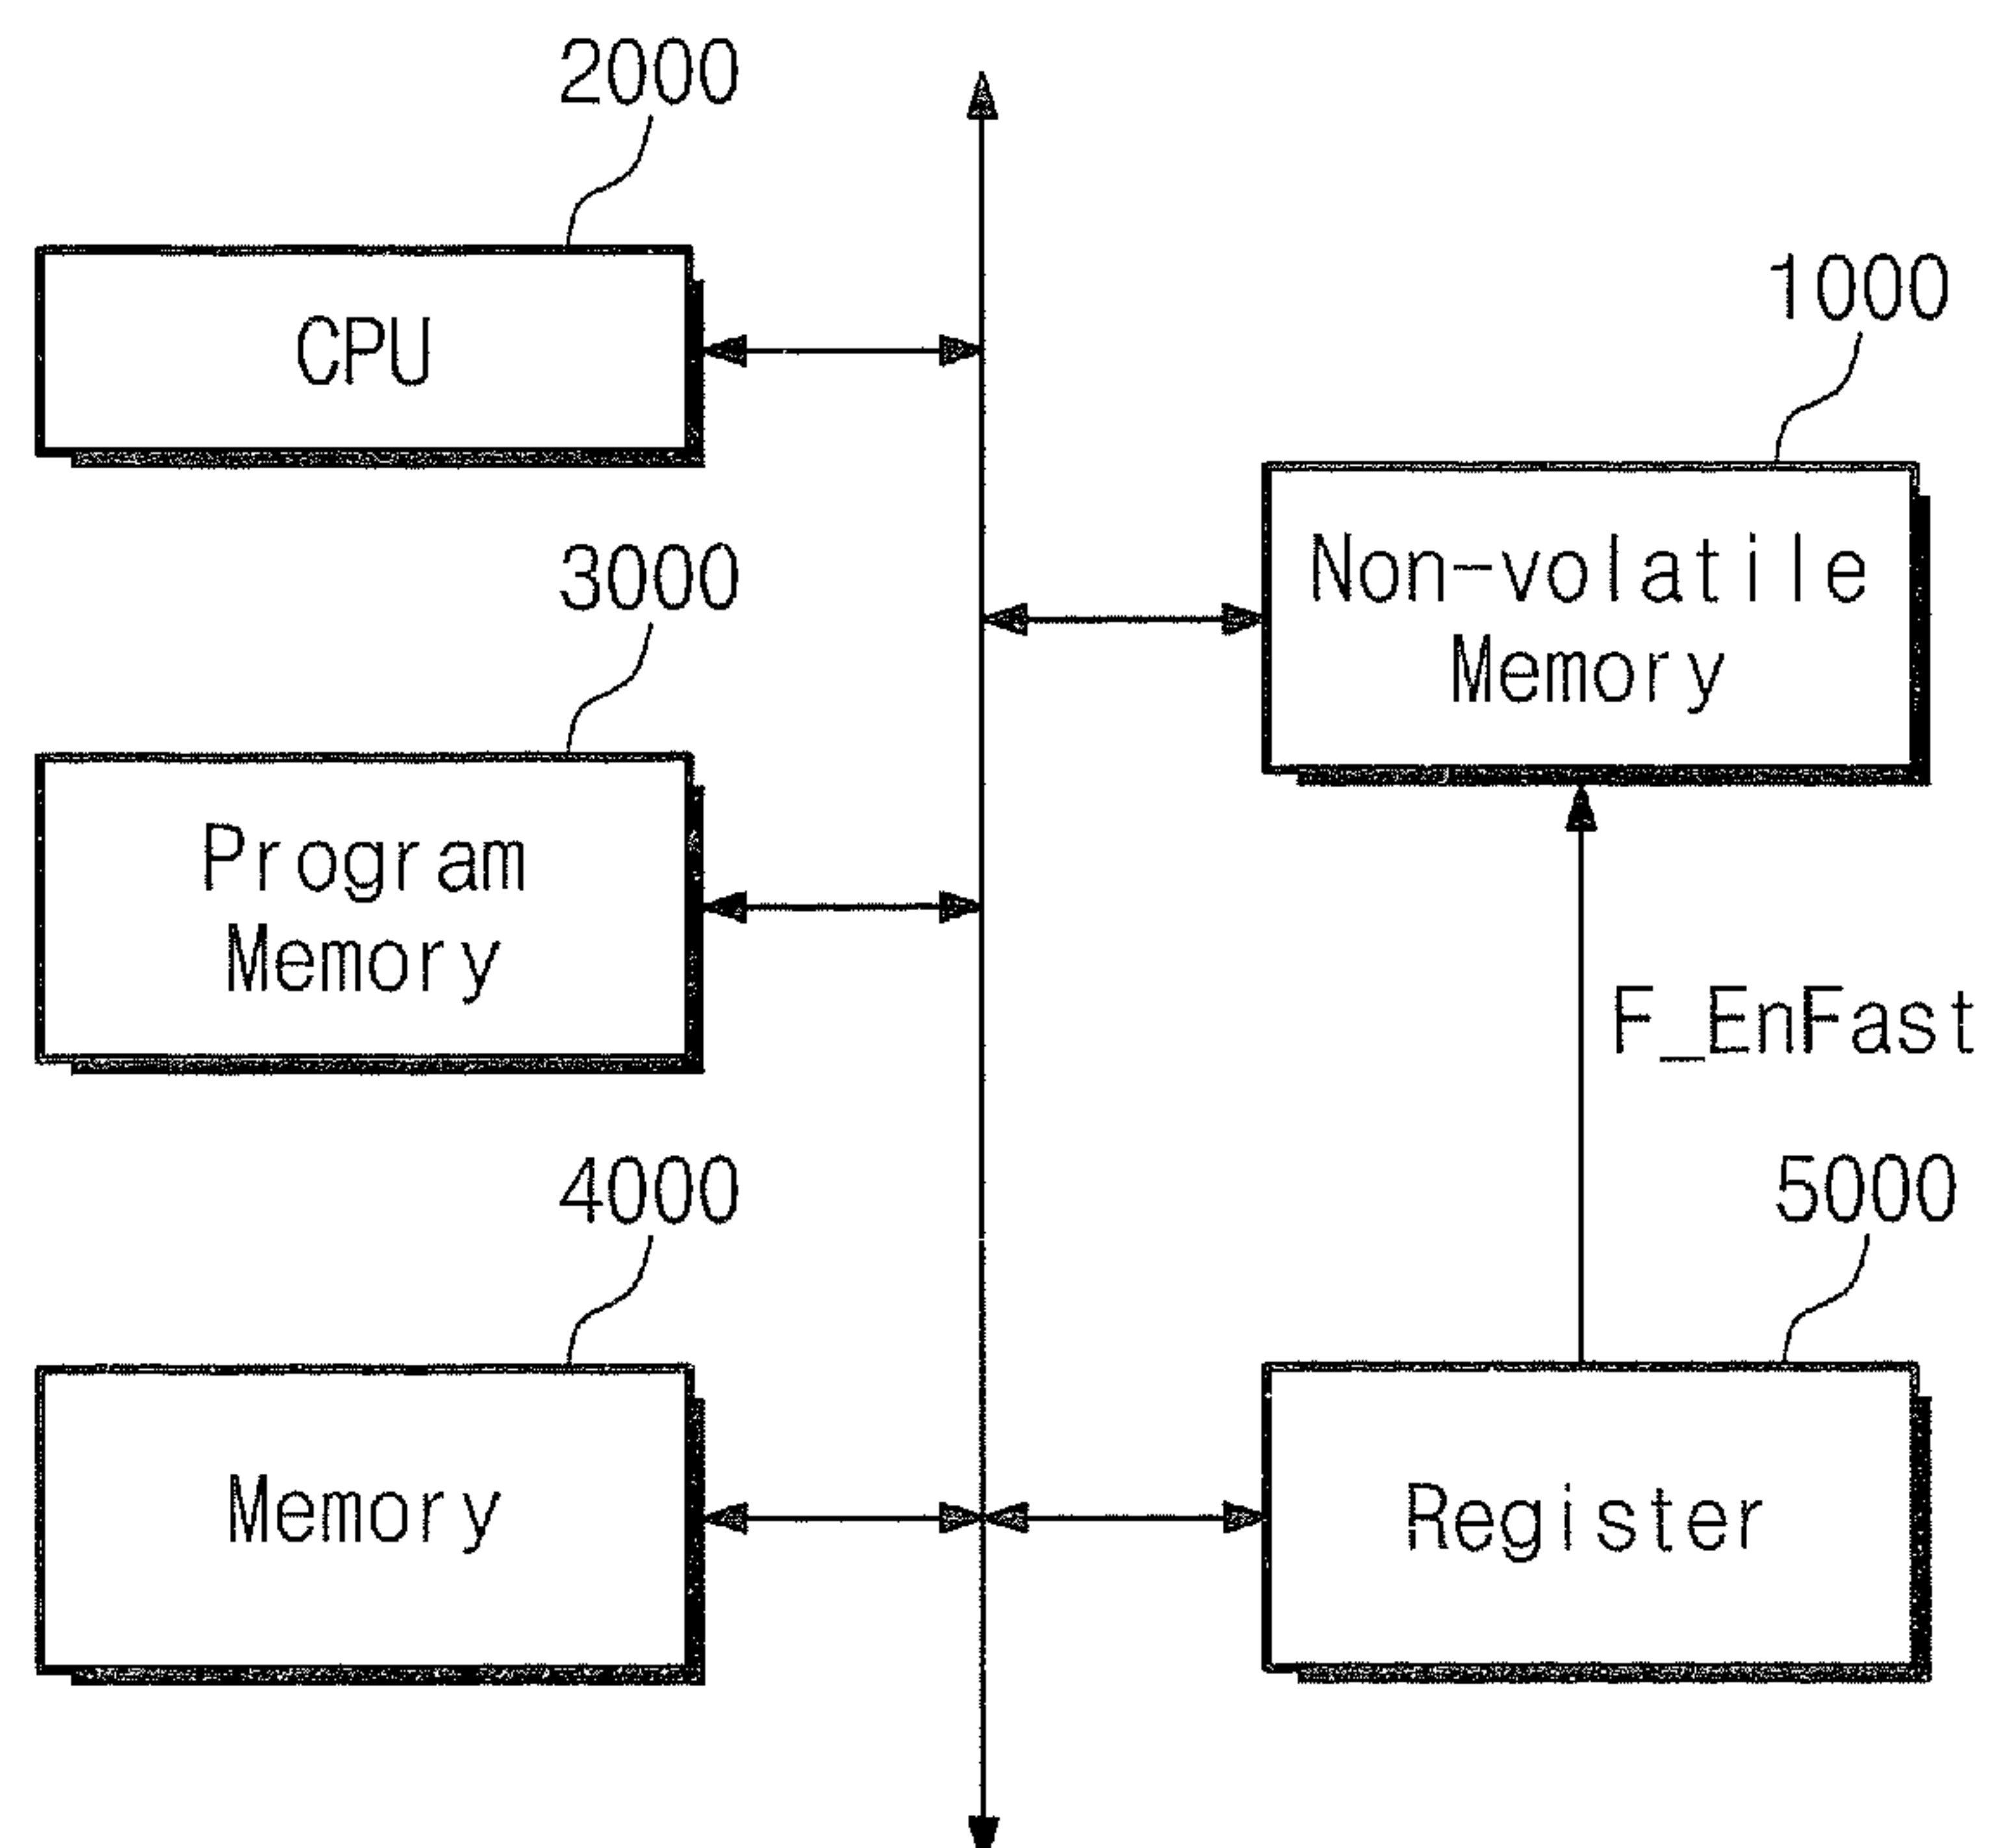 2000
CPU
1000
Non-volatile
Memory
3000
Program
Memory
F_EnFast
4000
Memory
5000
Register